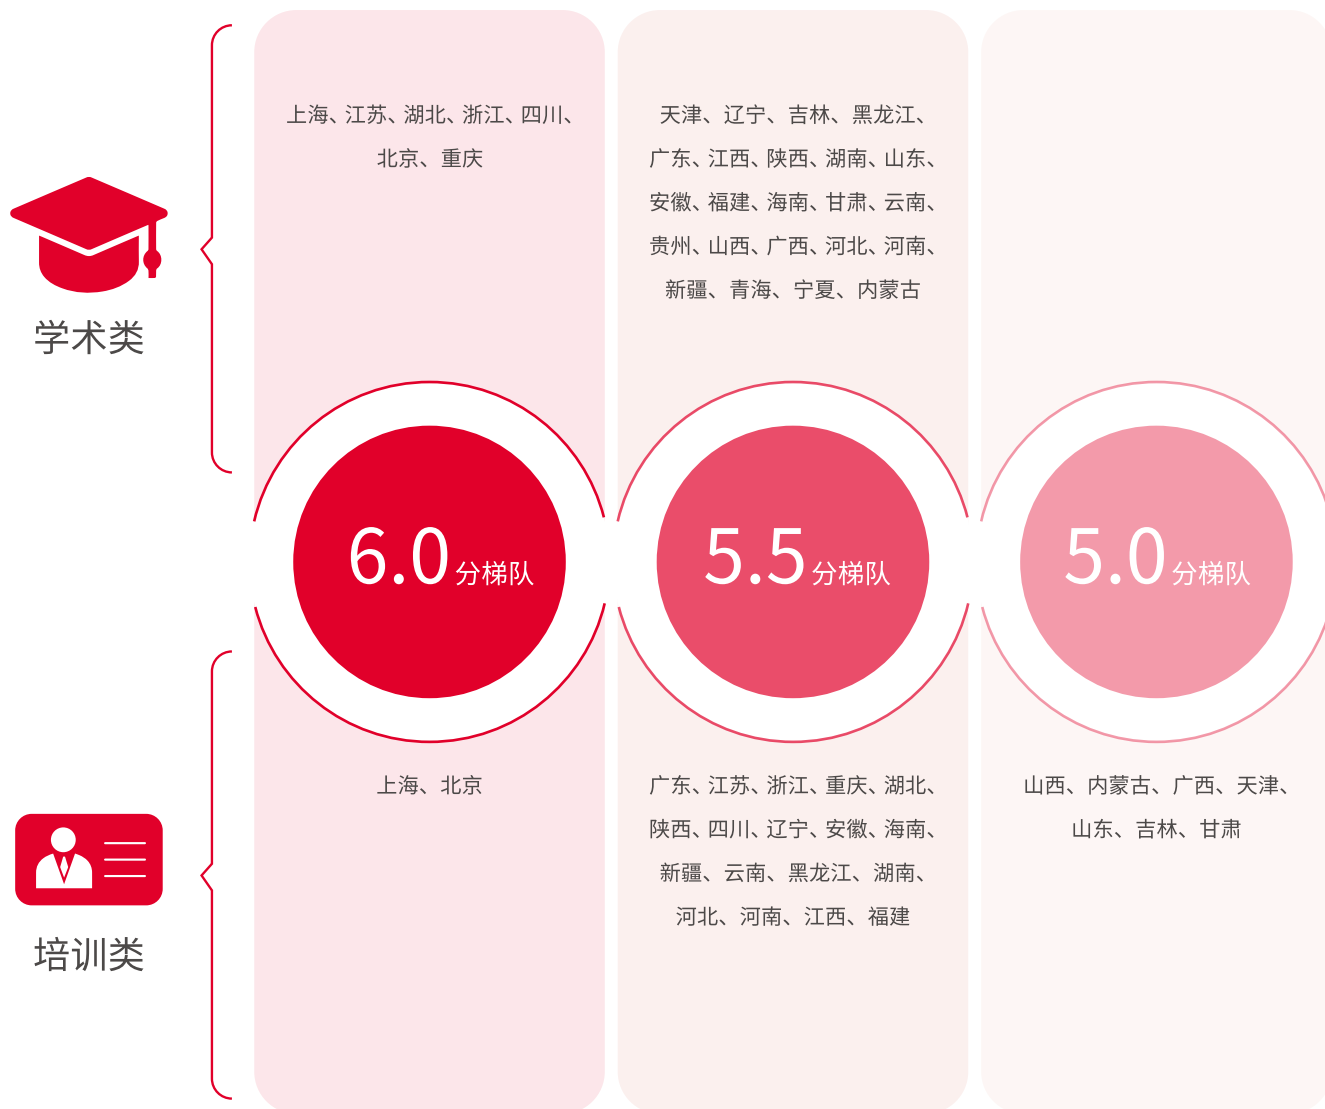 学术类
上海、江苏、湖北、浙江、四川、
北京、重庆
天津、辽宁、吉林、黑龙江、
广东、江西、陕西、湖南、山东、
安徽、福建、海南、甘肃、云南、
贵州、山西、广西、河北、河南、
新疆、青海、宁夏、内蒙古
6.0分梯队
5.5分梯队
5.0分梯队
培训类
上海、北京
广东、江苏、浙江、重庆、湖北、
陕西、四川、辽宁、安徽、海南、
新疆、云南、黑龙江、湖南、
河北、河南、江西、福建
山西、内蒙古、广西、天津、
山东、吉林、甘肃